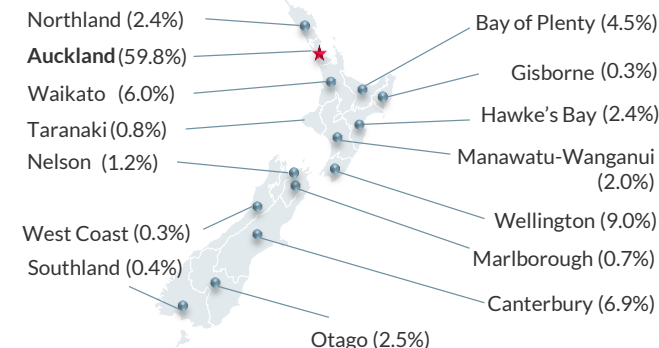 Northland (2.4%)
Auckland (59.8%)
Waikato (6.0%)
Taranaki (0.8%)
Nelson (1.2%)
West Coast (0.3%)
Southland (0.4%)
Bay of Plenty (4.5%)
Gisborne (0.3%)
Hawke's Bay (2.4%)
Manawatu-Wanganui
(2.0%)
Wellington (9.0%)
Marlborough (0.7%)
Canterbury (6.9%)
Otago (2.5%)